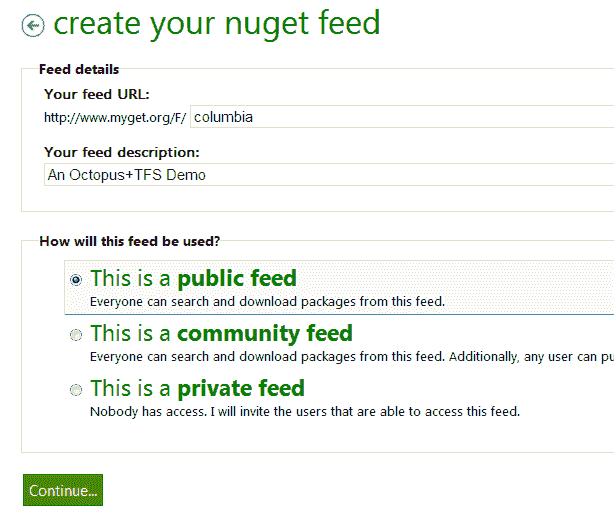 create your nuget feed
Feed details
Your feed URL:
http://www.myget.org/F/ columbia
Your feed description:
An Octopus+TFS Demo
How will this feed be used?
This is a public feed
Everyone can search and download packages from this feed.
This is a community feed
Everyone can search and download packages from this feed. Additionally, any user can pu
This is a private feed
Nobody has access. I will invite the users that are able to access this feed.
Continue...